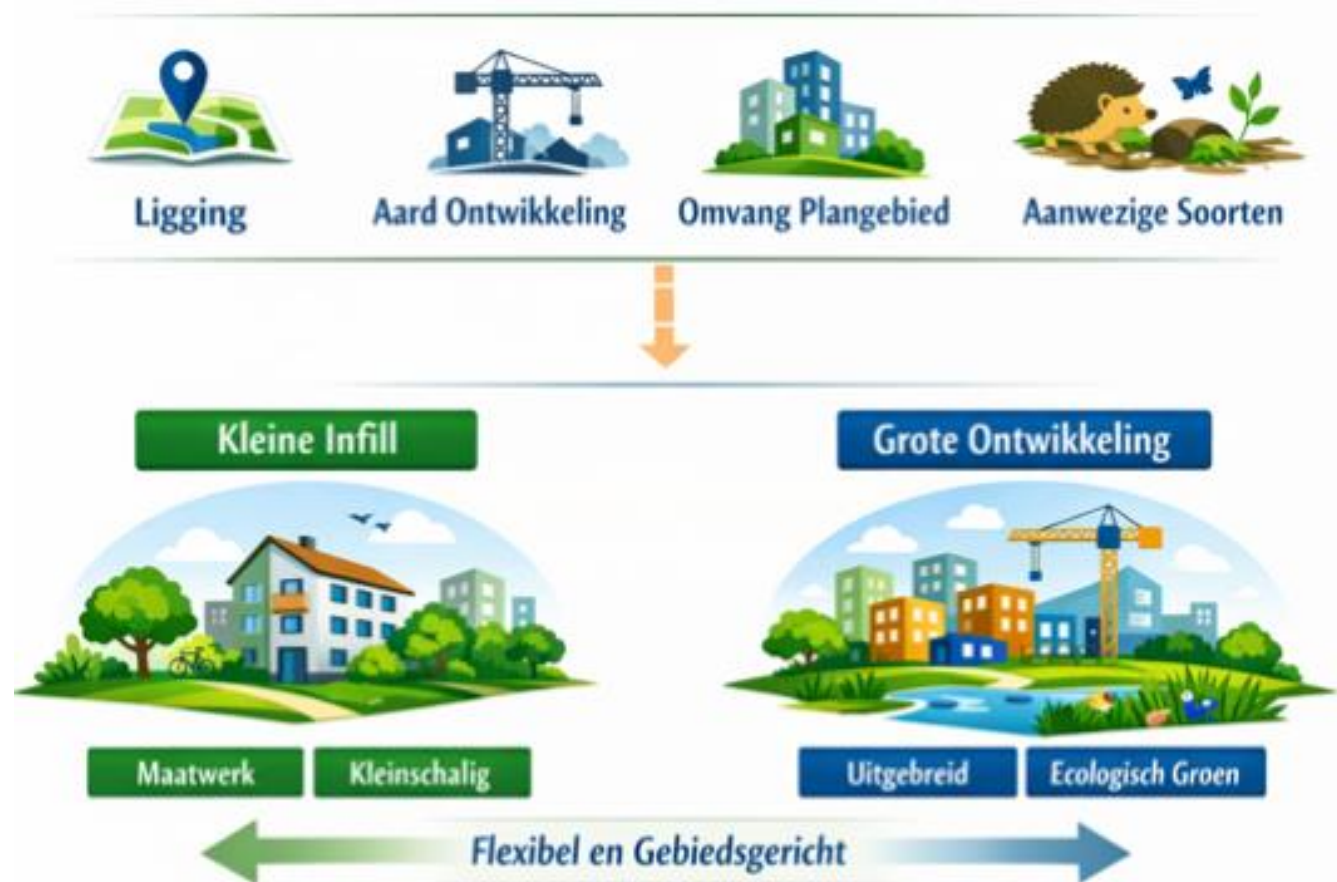 Ligging
Aard Ontwikkeling
Omvang Plangebied
Aanwezige Soorten
Kleine Infill
Grote Ontwikkeling
Maatwerk
Kleinschalig
Uitgebreid
Ecologisch Groen
Flexibel en Gebiedsgericht